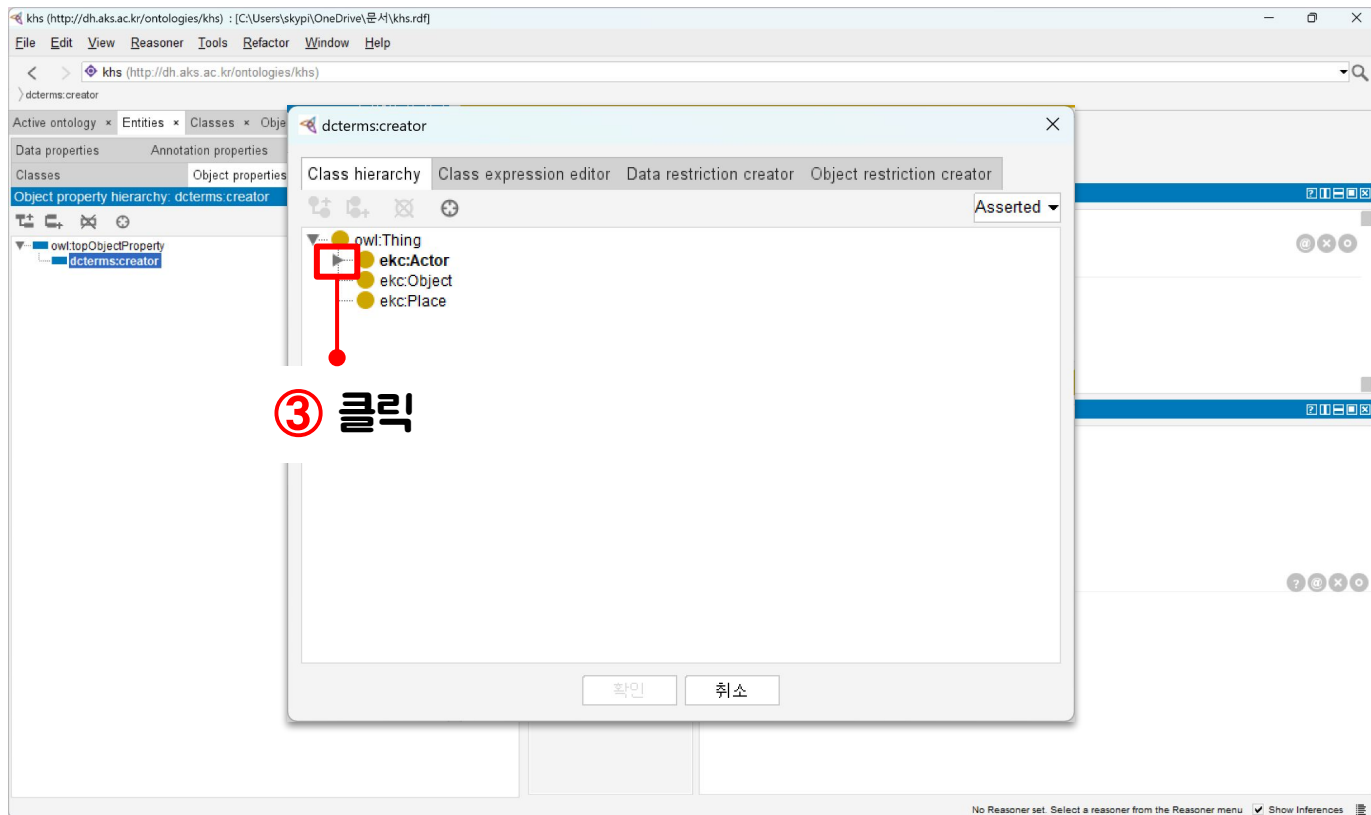 khs (http://dh.aks.ac.kr/ontologies/khs) : [C:\Users\skypi\OneDrive\문서\khs.rdf]
File Edit View Reasoner Tools Refactor Window Help
khs (http://dh.aks.ac.kr/ontologies/khs)
dcterms:creator
Active ontology × Entities × Classes × Obje
dcterms:creator
Data properties Annotation properties
Classes Object properties
Class hierarchy Class expression editor Data restriction creator Object restriction creator
Object property hierarchy: dcterms:creator
Asserted
owl:topObjectProperty
dcterms:creator
owl:Thing
ekc:Actor
ekc:Object
ekc:Place
③ 클릭
확인 취소
No Reasoner set. Select a reasoner from the Reasoner menu Show Inferences